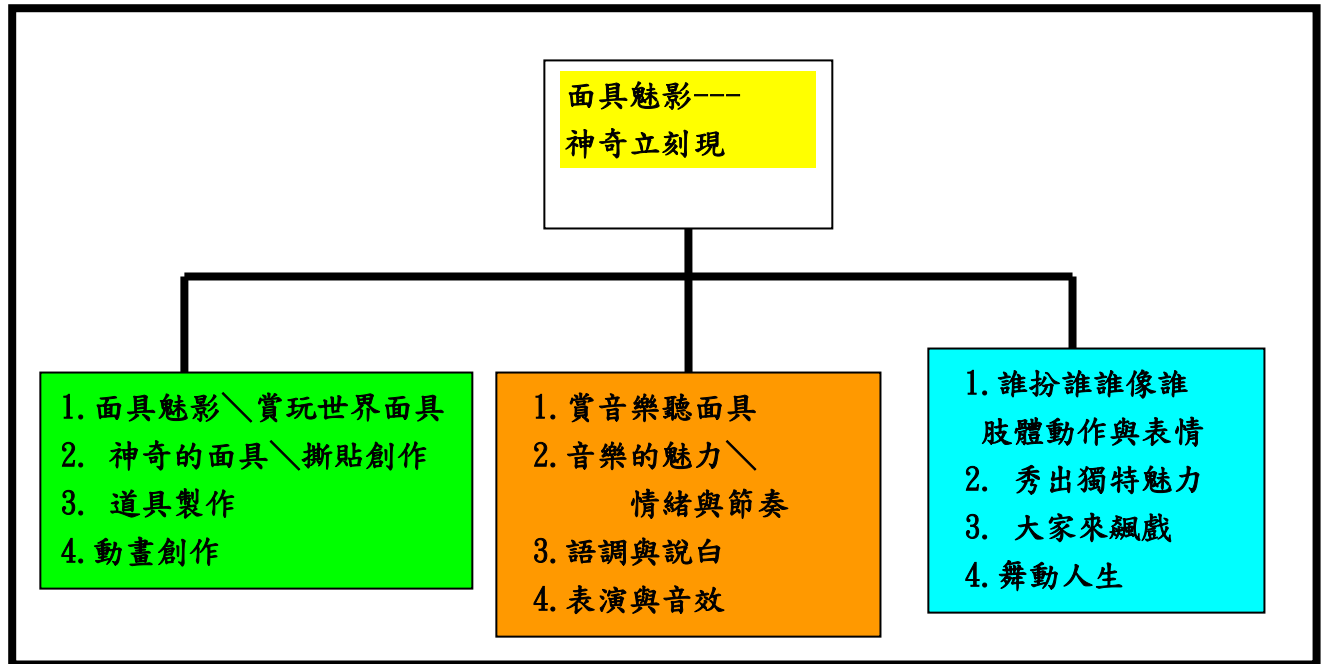 面具魅影---
神奇立刻現
1.面具魅影╲賞玩世界面具
2. 神奇的面具╲撕貼創作
3. 道具製作
4.動畫創作
1.賞音樂聽面具
2.音樂的魅力╲
情緒與節奏
3.語調與說白
4.表演與音效
1.誰扮誰誰像誰
肢體動作與表情
2. 秀出獨特魅力
3. 大家來飆戲
4.舞動人生